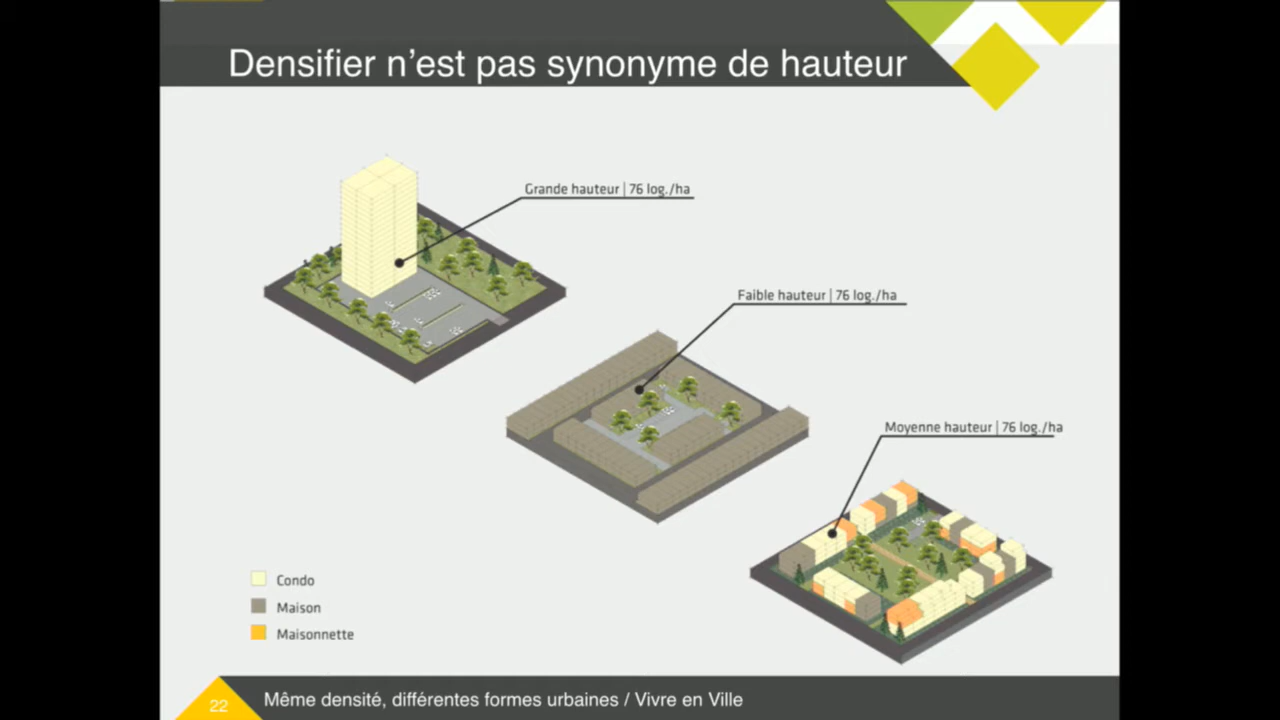 Densifier n'est pas synonyme de hauteur
Grande hauteur | 76 log./ha
Faible hauteur | 76 log./ha
Moyenne hauteur | 76 log./ha
Condo
Maison
Maisonnette
22
Même densité, différentes formes urbaines / Vivre en Ville